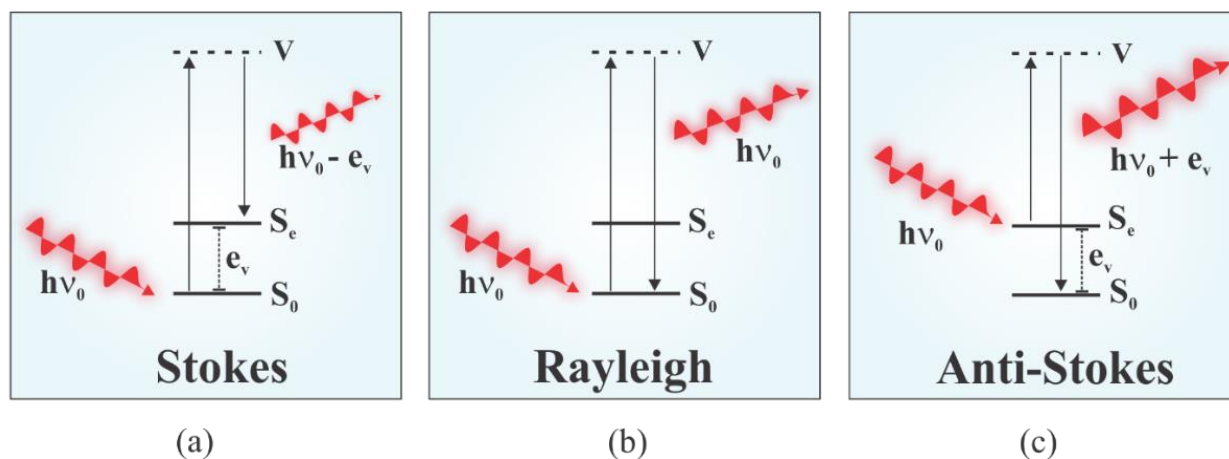 V
hν₀ - eᵥ
Sₑ
eᵥ
hν₀
S₀
Stokes
(a)
V
hν₀
Sₑ
hν₀
S₀
Rayleigh
(b)
V
hν₀ + eᵥ
hν₀
Sₑ
eᵥ
S₀
Anti-Stokes
(c)